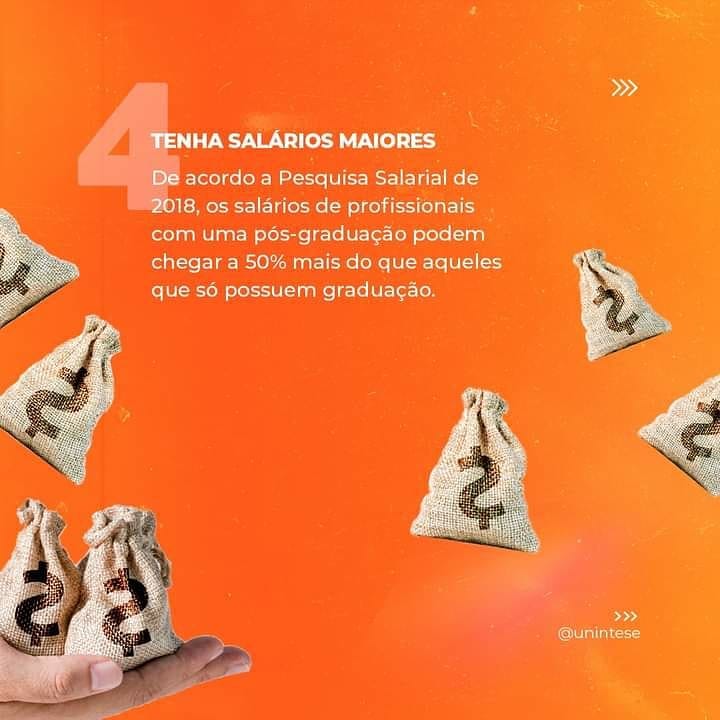 4
TENHA SALÁRIOS MAIORES
De acordo a Pesquisa Salarial de
2018, os salários de profissionais
com uma pós-graduação podem
chegar a 50% mais do que aqueles
que só possuem graduação.
@unintese